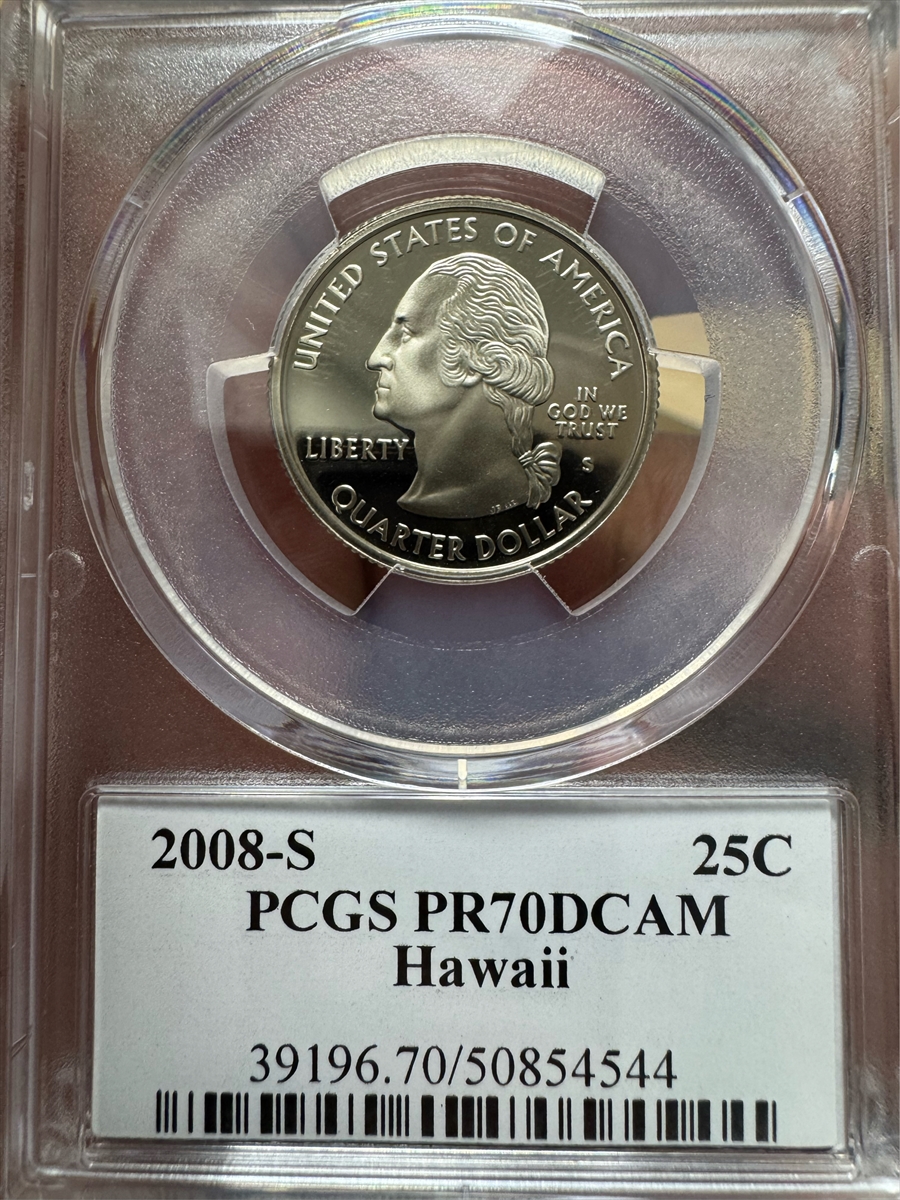 UNITED STATES OF AMERICA
IN
GOD WE
TRUST
LIBERTY
S
QUARTER DOLLAR
2008-S 25C
PCGS PR70DCAM
Hawaii
39196.70/50854544